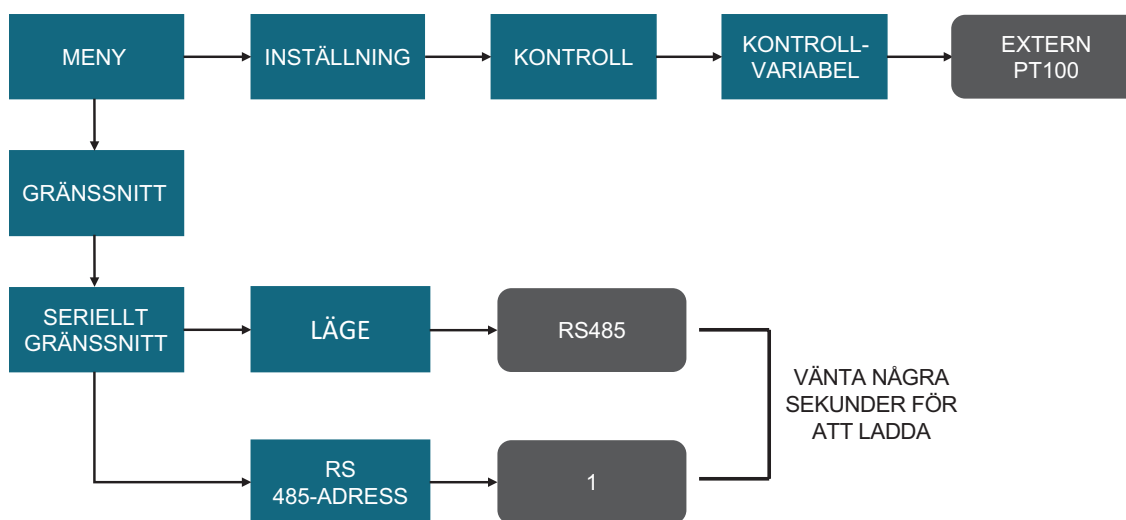 MENY
INSTÄLLNING
KONTROLL
KONTROLL-
VARIABEL
EXTERN
PT100
GRÄNSSNITT
SERIELLT
GRÄNSSNITT
LÄGE
RS485
VÄNTA NÅGRA
SEKUNDER FÖR
ATT LADDA
RS
485-ADRESS
1